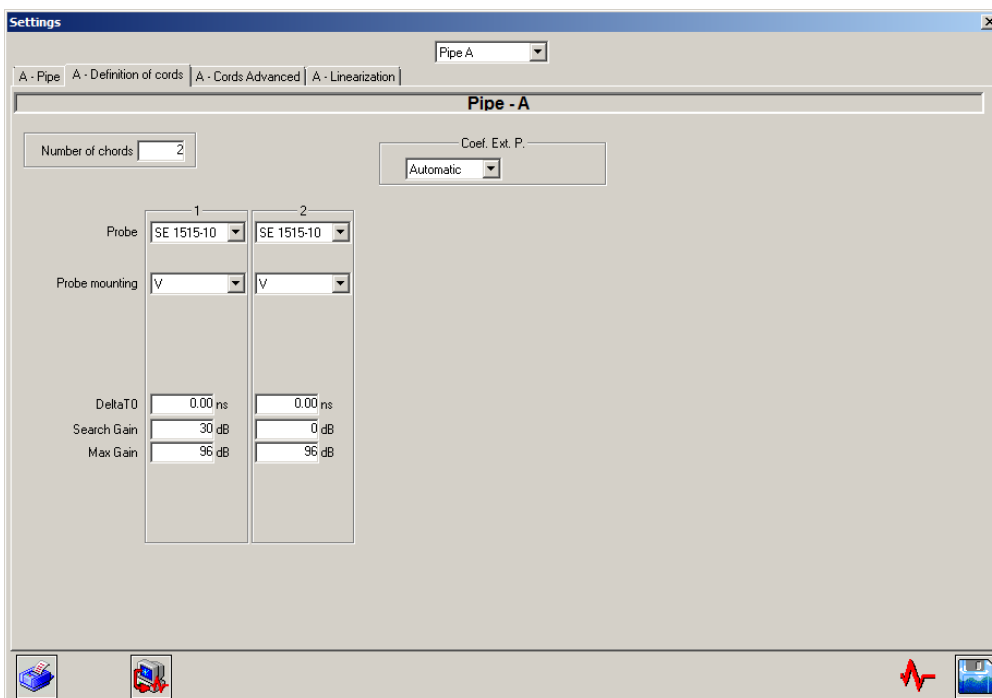 Settings
Pipe A
A - Pipe A - Definition of cords A - Cords Advanced A - Linearization
Pipe - A
Number of chords 2
Coef. Ext. P.
Automatic
1 2
Probe SE 1515-10 SE 1515-10
Probe mounting V V
DeltaT0 0.00 ns 0.00 ns
Search Gain 30 dB 0 dB
Max Gain 96 dB 96 dB